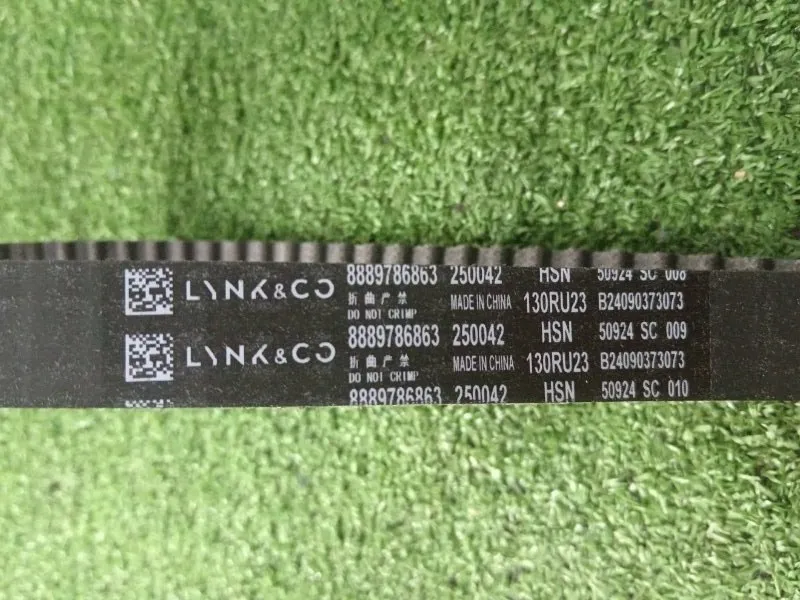 8889786863 250042 HSN 50924 SC 008
LYNK&CO 折曲严禁 MADE IN CHINA 130RU23 B24090373073
DO NOT CRIMP
8889786863 250042 HSN 50924 SC 009
LYNK&CO 折曲严禁 MADE IN CHINA 130RU23 B24090373073
DO NOT CRIMP
8889786863 250042 HSN 50924 SC 010